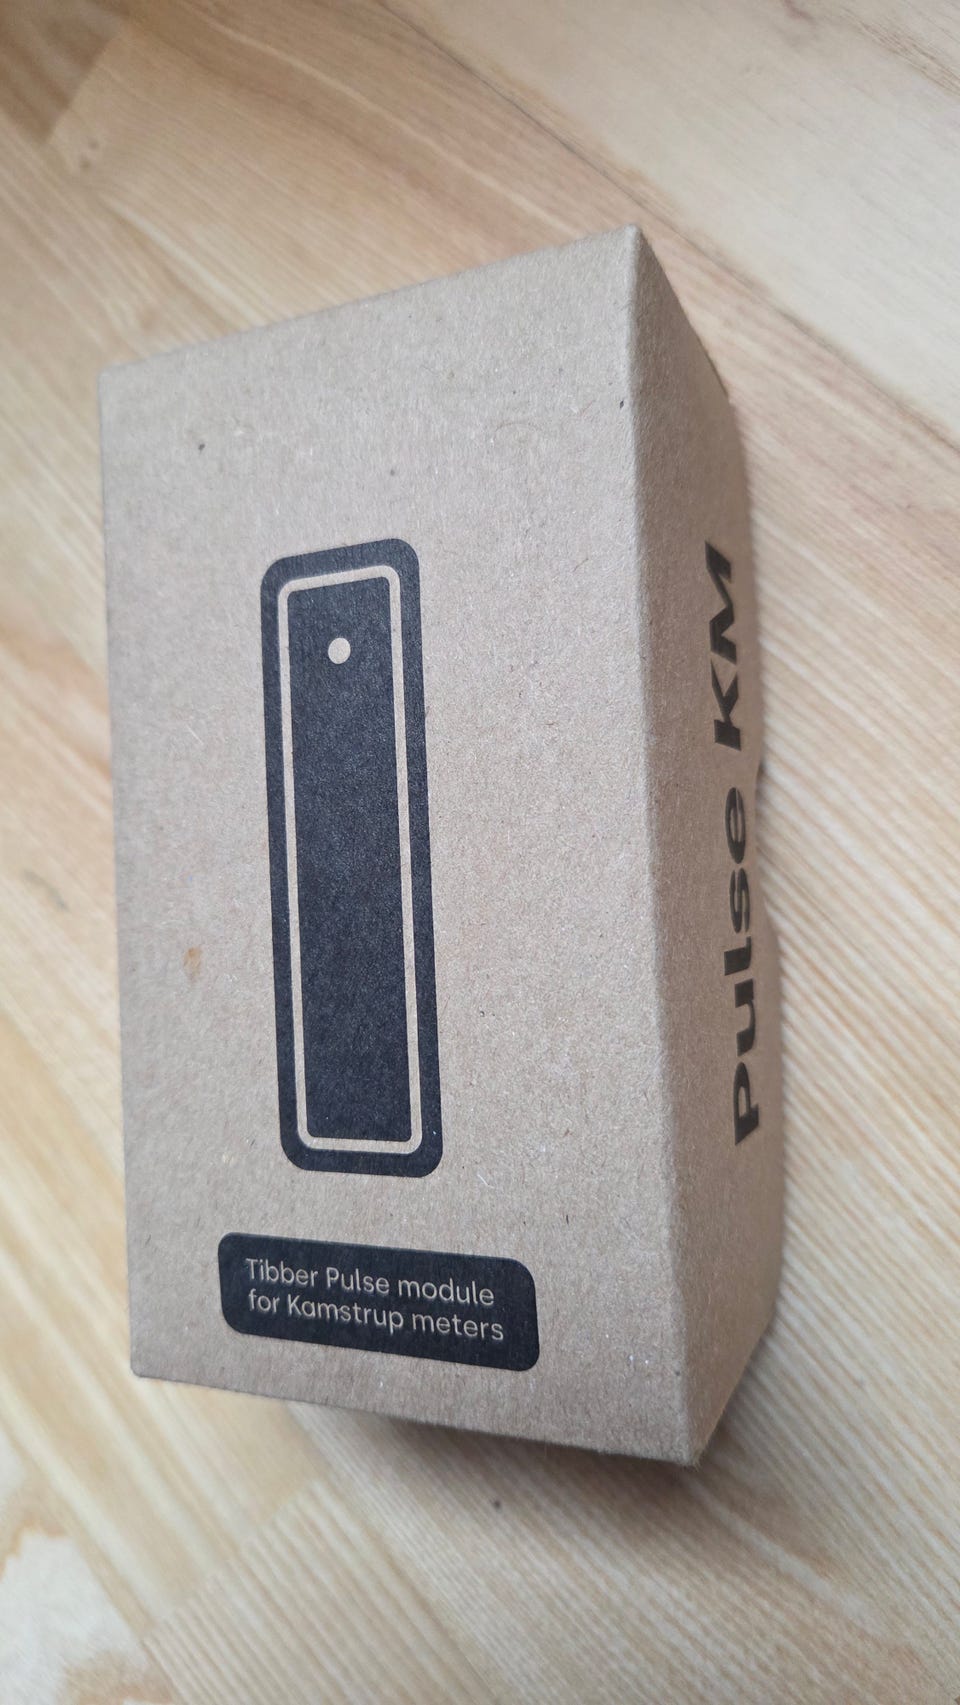 Tibber Pulse module
for Kamstrup meters
Pulse KM